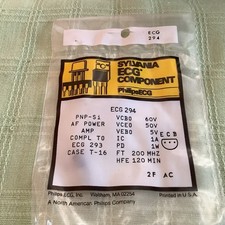 ECG
294
SYLVANIA
ECG
COMPONENT
PhilipsECG
ECG 294
PNP-Si VCBO 60V
AF POWER VCEO 50V
AMP VEBO 5V
COMPL TO IC 1A
ECG 293 PD 1W
CASE T-16 FT 200 MHZ
HFE 120 MIN
E C B
2F AC
Philips ECG, Inc. Waltham, MA 02254 Printed in U.S.A.
A North American Philips Company